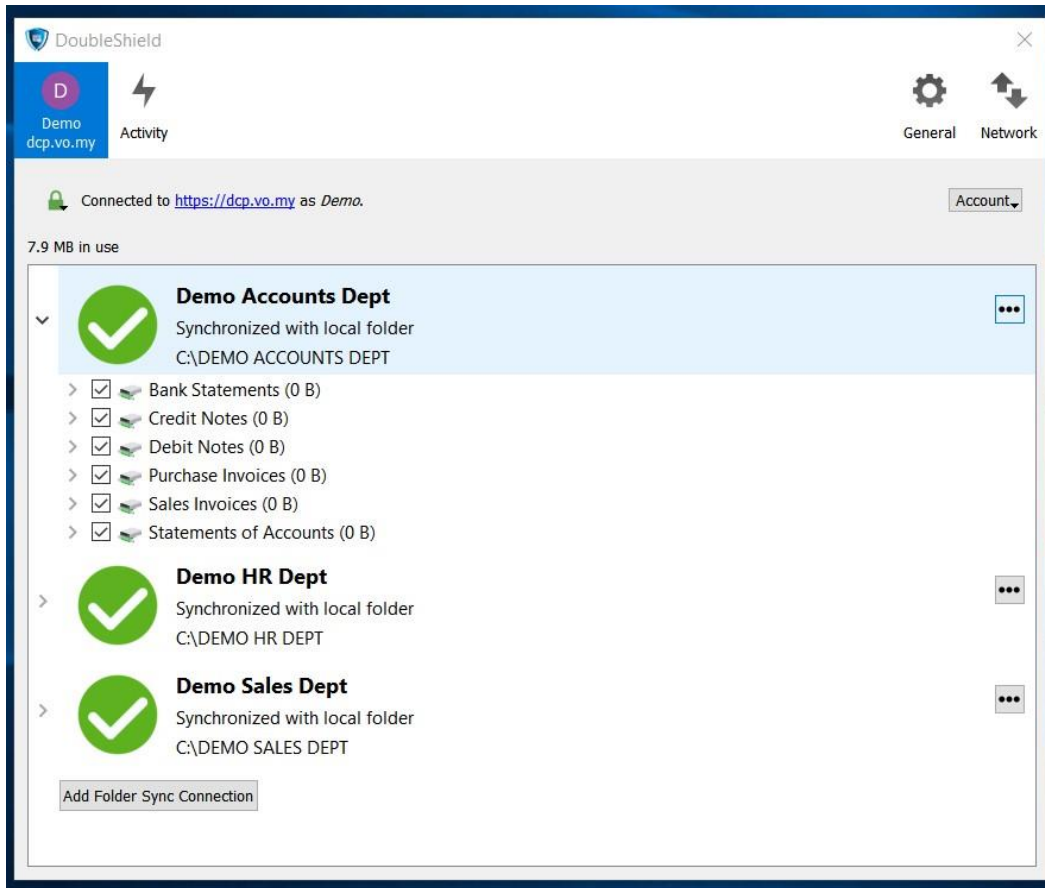 DoubleShield
D
Demo
dcp.vo.my
Activity
General
Network
Connected to https://dcp.vo.my as Demo.
Account
7.9 MB in use
Demo Accounts Dept
Synchronized with local folder
C:\DEMO ACCOUNTS DEPT
Bank Statements (0 B)
Credit Notes (0 B)
Debit Notes (0 B)
Purchase Invoices (0 B)
Sales Invoices (0 B)
Statements of Accounts (0 B)
Demo HR Dept
Synchronized with local folder
C:\DEMO HR DEPT
Demo Sales Dept
Synchronized with local folder
C:\DEMO SALES DEPT
Add Folder Sync Connection